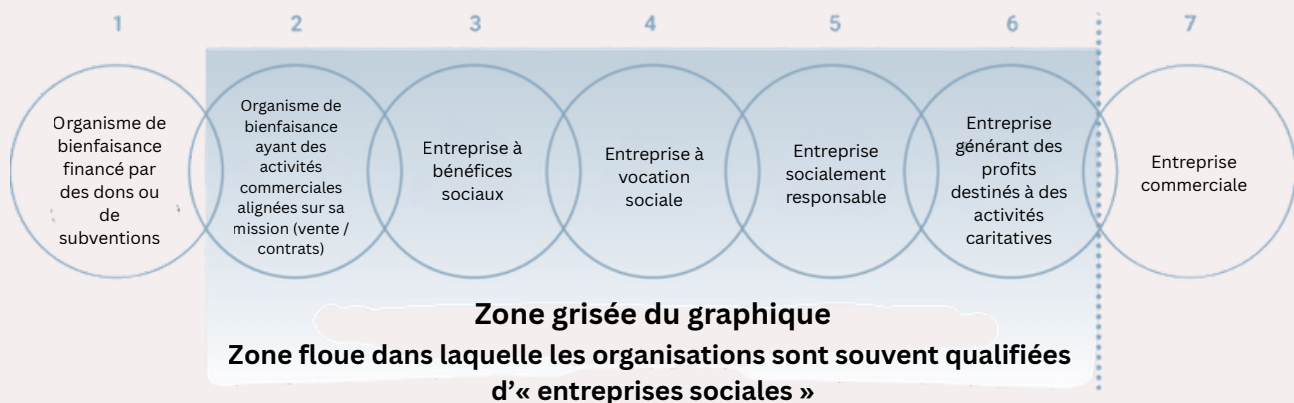 1
2
3
4
5
6
7
Organisme de
bienfaisance
financé par
des dons ou
de
subventions
Organisme de
bienfaisance
ayant des
activités
commerciales
alignées sur sa
mission (vente /
contrats)
Entreprise à
bénéfices
sociaux
Entreprise à
vocation
sociale
Entreprise
socialement
responsable
Entreprise
générant des
profits
destinés à des
activités
caritatives
Entreprise
commerciale
Zone grisée du graphique
Zone floue dans laquelle les organisations sont souvent qualifiées
d'« entreprises sociales »